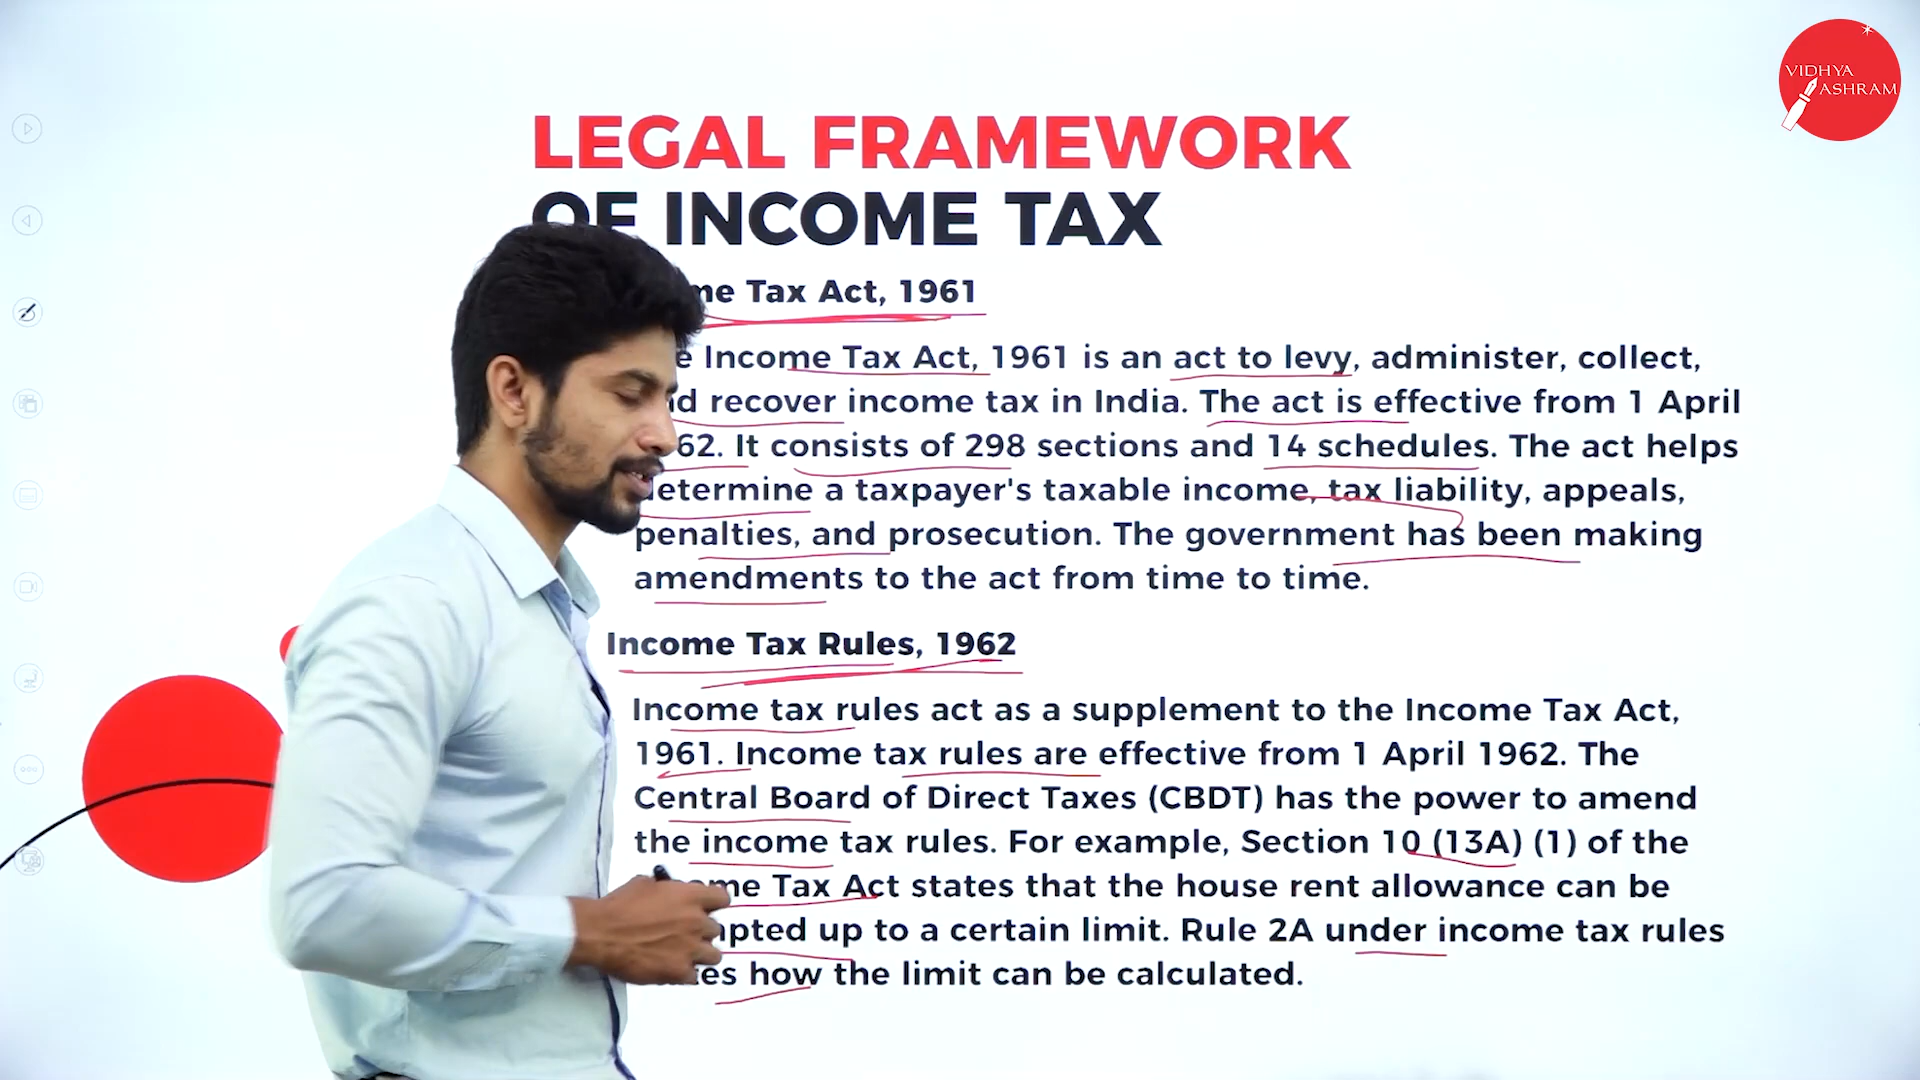 VIDHYA
ASHRAM
LEGAL FRAMEWORK
OF INCOME TAX
Tax Act, 1961
Income Tax Act, 1961 is an act to levy, administer, collect,
recover income tax in India. The act is effective from 1 April
It consists of 298 sections and 14 schedules. The act helps
determine a taxpayer's taxable income, tax liability, appeals,
penalties, and prosecution. The government has been making
amendments to the act from time to time.
Income Tax Rules, 1962
Income tax rules act as a supplement to the Income Tax Act,
1961. Income tax rules are effective from 1 April 1962. The
Central Board of Direct Taxes (CBDT) has the power to amend
the income tax rules. For example, Section 10 (13A) (1) of the
Tax Act states that the house rent allowance can be
up to a certain limit. Rule 2A under income tax rules
how the limit can be calculated.